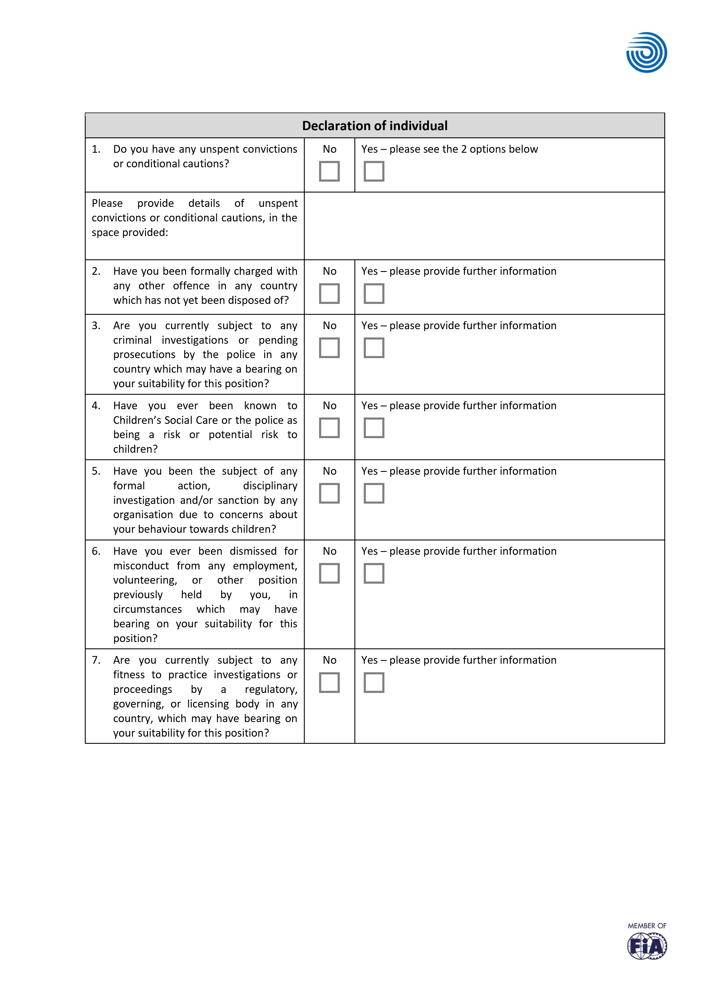 Declaration of individual
1. Do you have any unspent convictions
or conditional cautions?
No
Yes – please see the 2 options below
Please provide details of unspent
convictions or conditional cautions, in the
space provided:
2. Have you been formally charged with
any other offence in any country
which has not yet been disposed of?
No
Yes – please provide further information
3. Are you currently subject to any
criminal investigations or pending
prosecutions by the police in any
country which may have a bearing on
your suitability for this position?
No
Yes – please provide further information
4. Have you ever been known to
Children’s Social Care or the police as
being a risk or potential risk to
children?
No
Yes – please provide further information
5. Have you been the subject of any
formal action, disciplinary
investigation and/or sanction by any
organisation due to concerns about
your behaviour towards children?
No
Yes – please provide further information
6. Have you ever been dismissed for
misconduct from any employment,
volunteering, or other position
previously held by you, in
circumstances which may have
bearing on your suitability for this
position?
No
Yes – please provide further information
7. Are you currently subject to any
fitness to practice investigations or
proceedings by a regulatory,
governing, or licensing body in any
country, which may have bearing on
your suitability for this position?
No
Yes – please provide further information
MEMBER OF
FiA